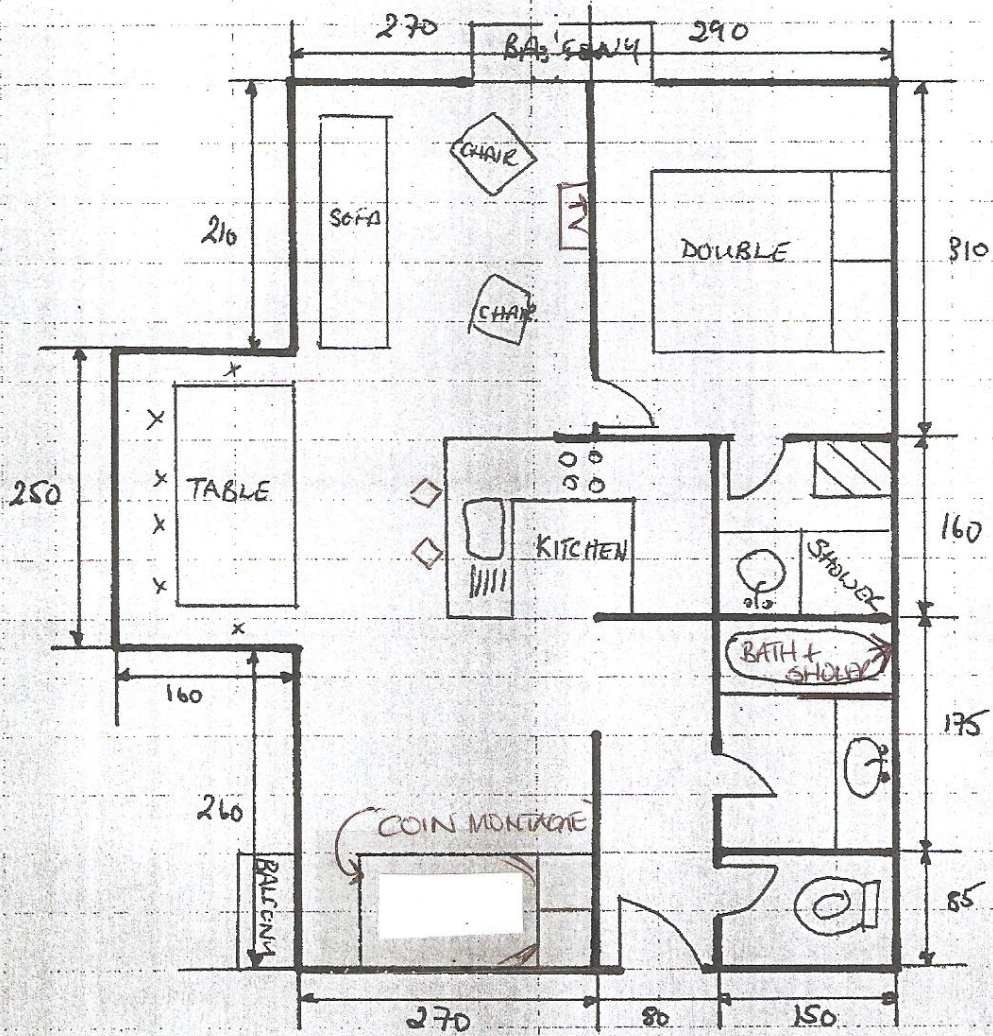 270
290
BALCONY
CHAIR
SOFA
210
DOUBLE
310
CHAIR
250
TABLE
KITCHEN
160
SHOWER
BATH +
SHOWER
160
175
260
COIN MONTAGNE
BALCONY
85
270
80
150